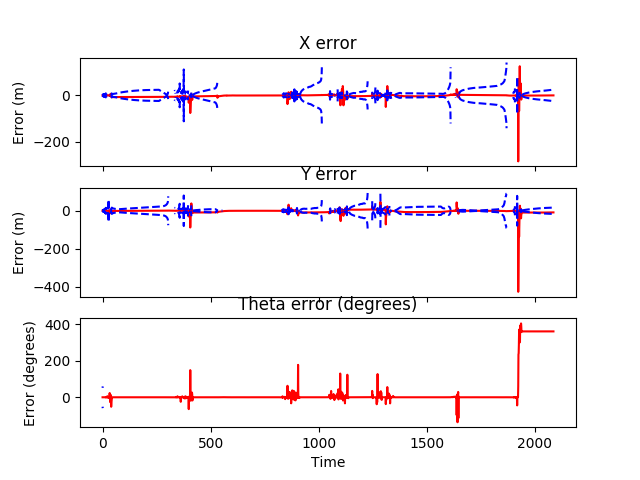 X error
Error (m)
0
−200
Y error
Error (m)
0
−200
−400
Theta error (degrees)
Error (degrees)
400
200
0
0 500 1000 1500 2000
Time